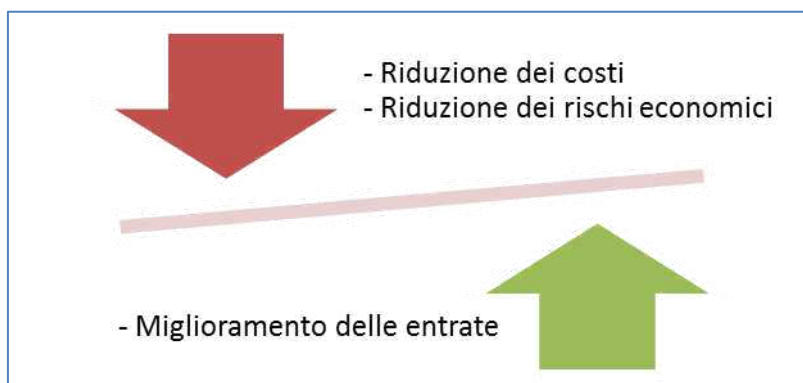 - Riduzione dei costi
- Riduzione dei rischi economici
- Miglioramento delle entrate